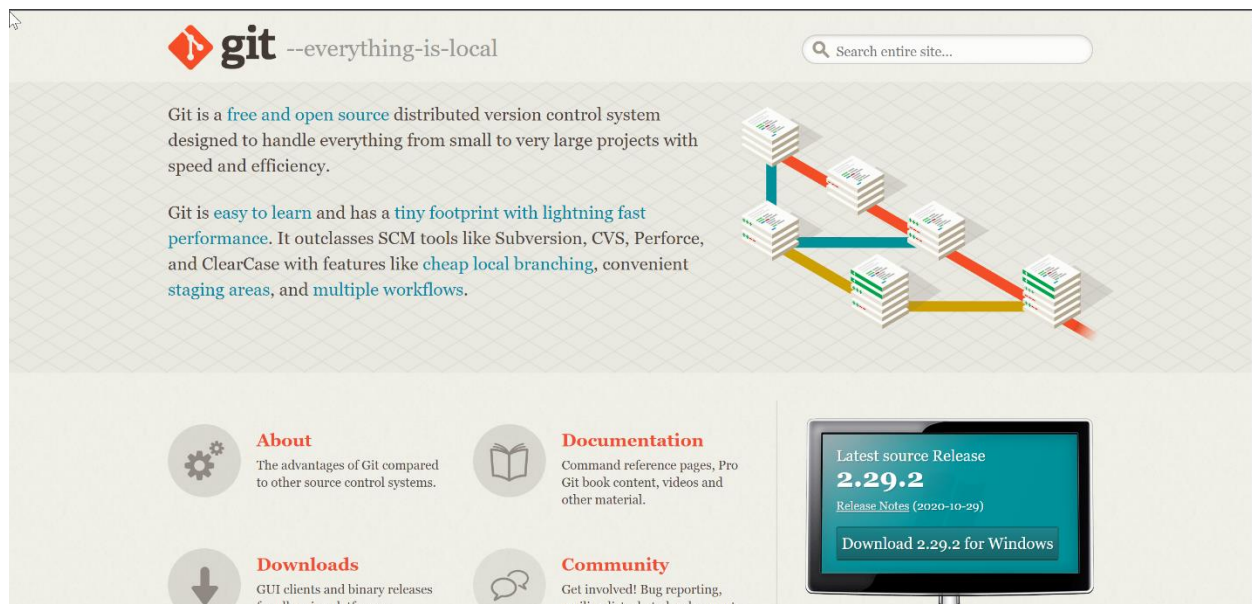 git --everything-is-local
Search entire site...
Git is a free and open source distributed version control system
designed to handle everything from small to very large projects with
speed and efficiency.
Git is easy to learn and has a tiny footprint with lightning fast
performance. It outclasses SCM tools like Subversion, CVS, Perforce,
and ClearCase with features like cheap local branching, convenient
staging areas, and multiple workflows.
About
The advantages of Git compared
to other source control systems.
Documentation
Command reference pages, Pro
Git book content, videos and
other material.
Downloads
GUI clients and binary releases
Community
Get involved! Bug reporting,
Latest source Release
2.29.2
Release Notes (2020-10-29)
Download 2.29.2 for Windows